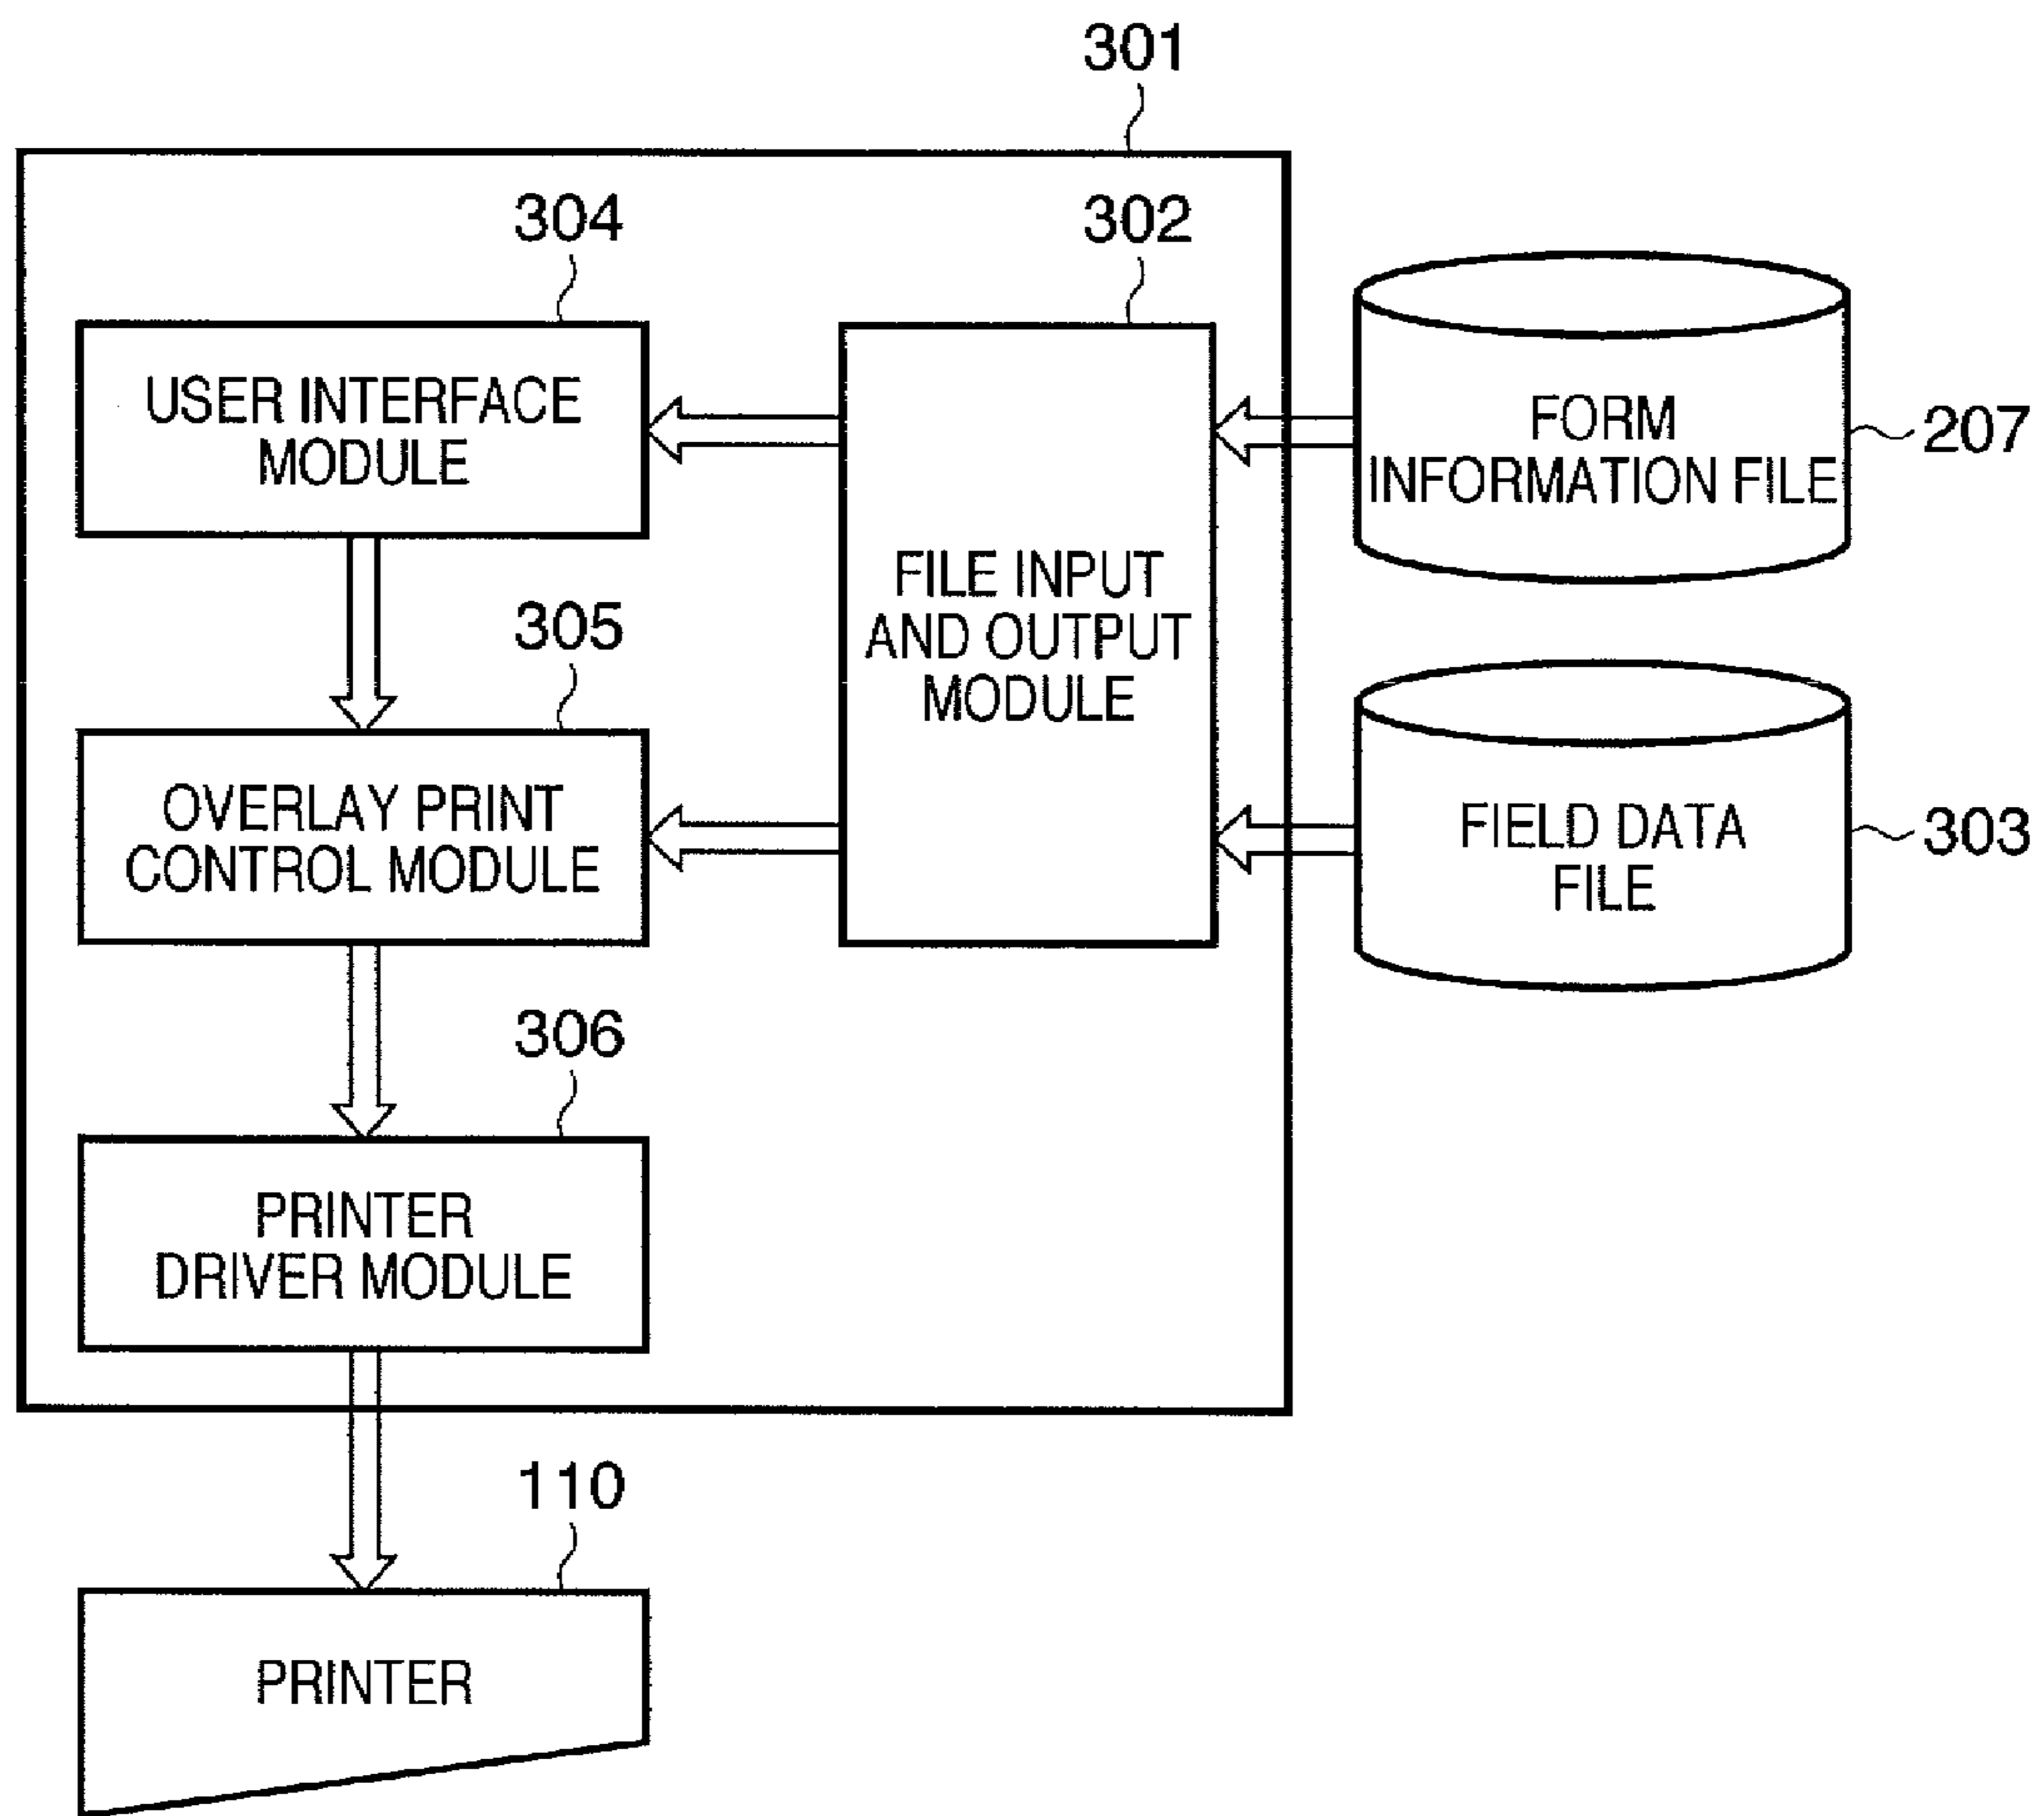 301
304
302
USER INTERFACE
MODULE
FORM
INFORMATION FILE
207
FILE INPUT
AND OUTPUT
MODULE
305
OVERLAY PRINT
CONTROL MODULE
FIELD DATA
FILE
303
306
PRINTER
DRIVER MODULE
110
PRINTER